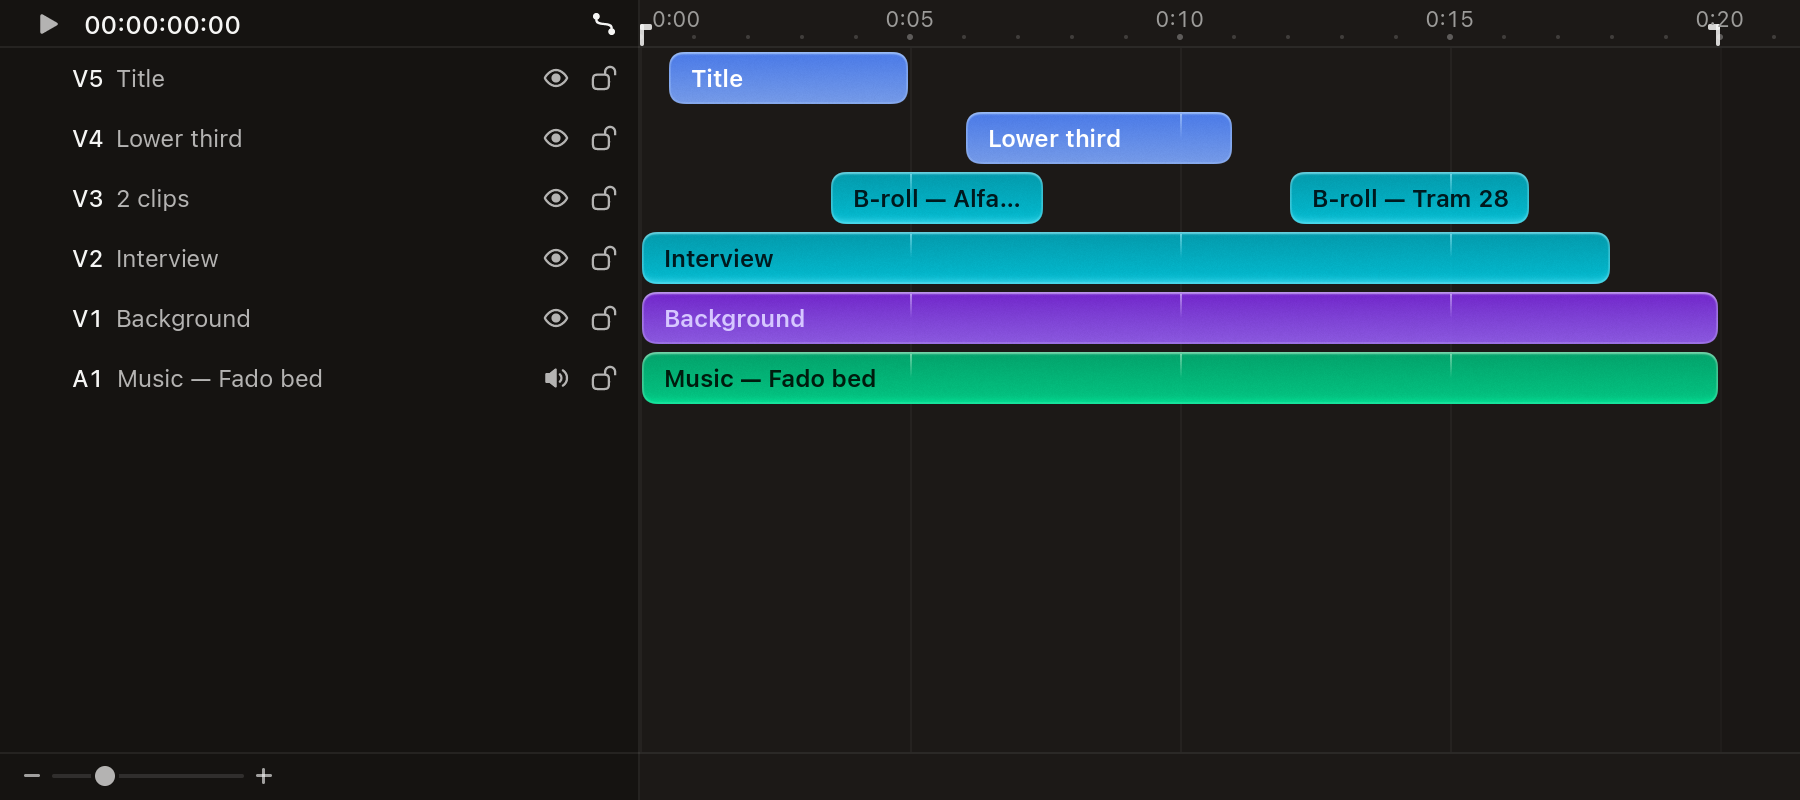 00:00:00:00
0:00 0:05 0:10 0:15 0:20
V5 Title
Title
V4 Lower third
Lower third
V3 2 clips
B-roll — Alfa...
B-roll — Tram 28
V2 Interview
Interview
V1 Background
Background
A1 Music — Fado bed
Music — Fado bed